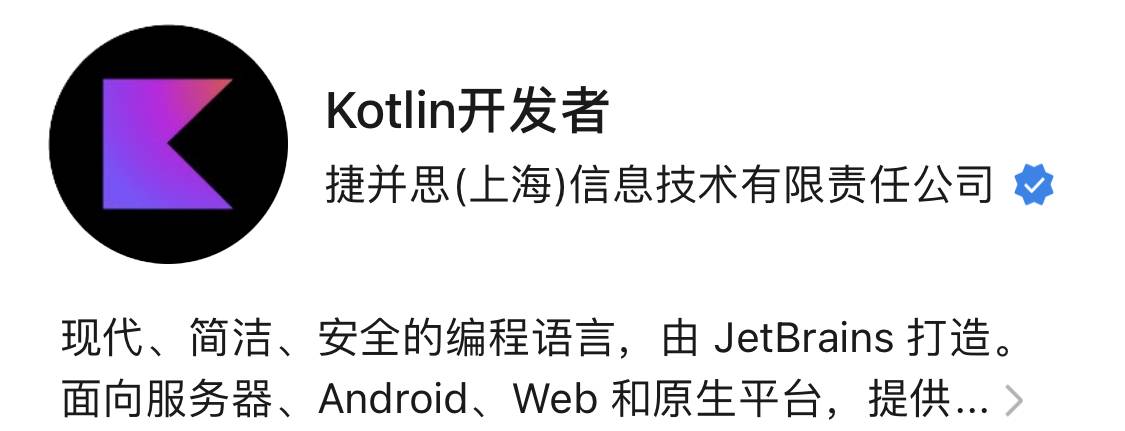 Kotlin开发者
捷并思(上海)信息技术有限责任公司
现代、简洁、安全的编程语言，由 JetBrains 打造。
面向服务器、Android、Web 和原生平台，提供...